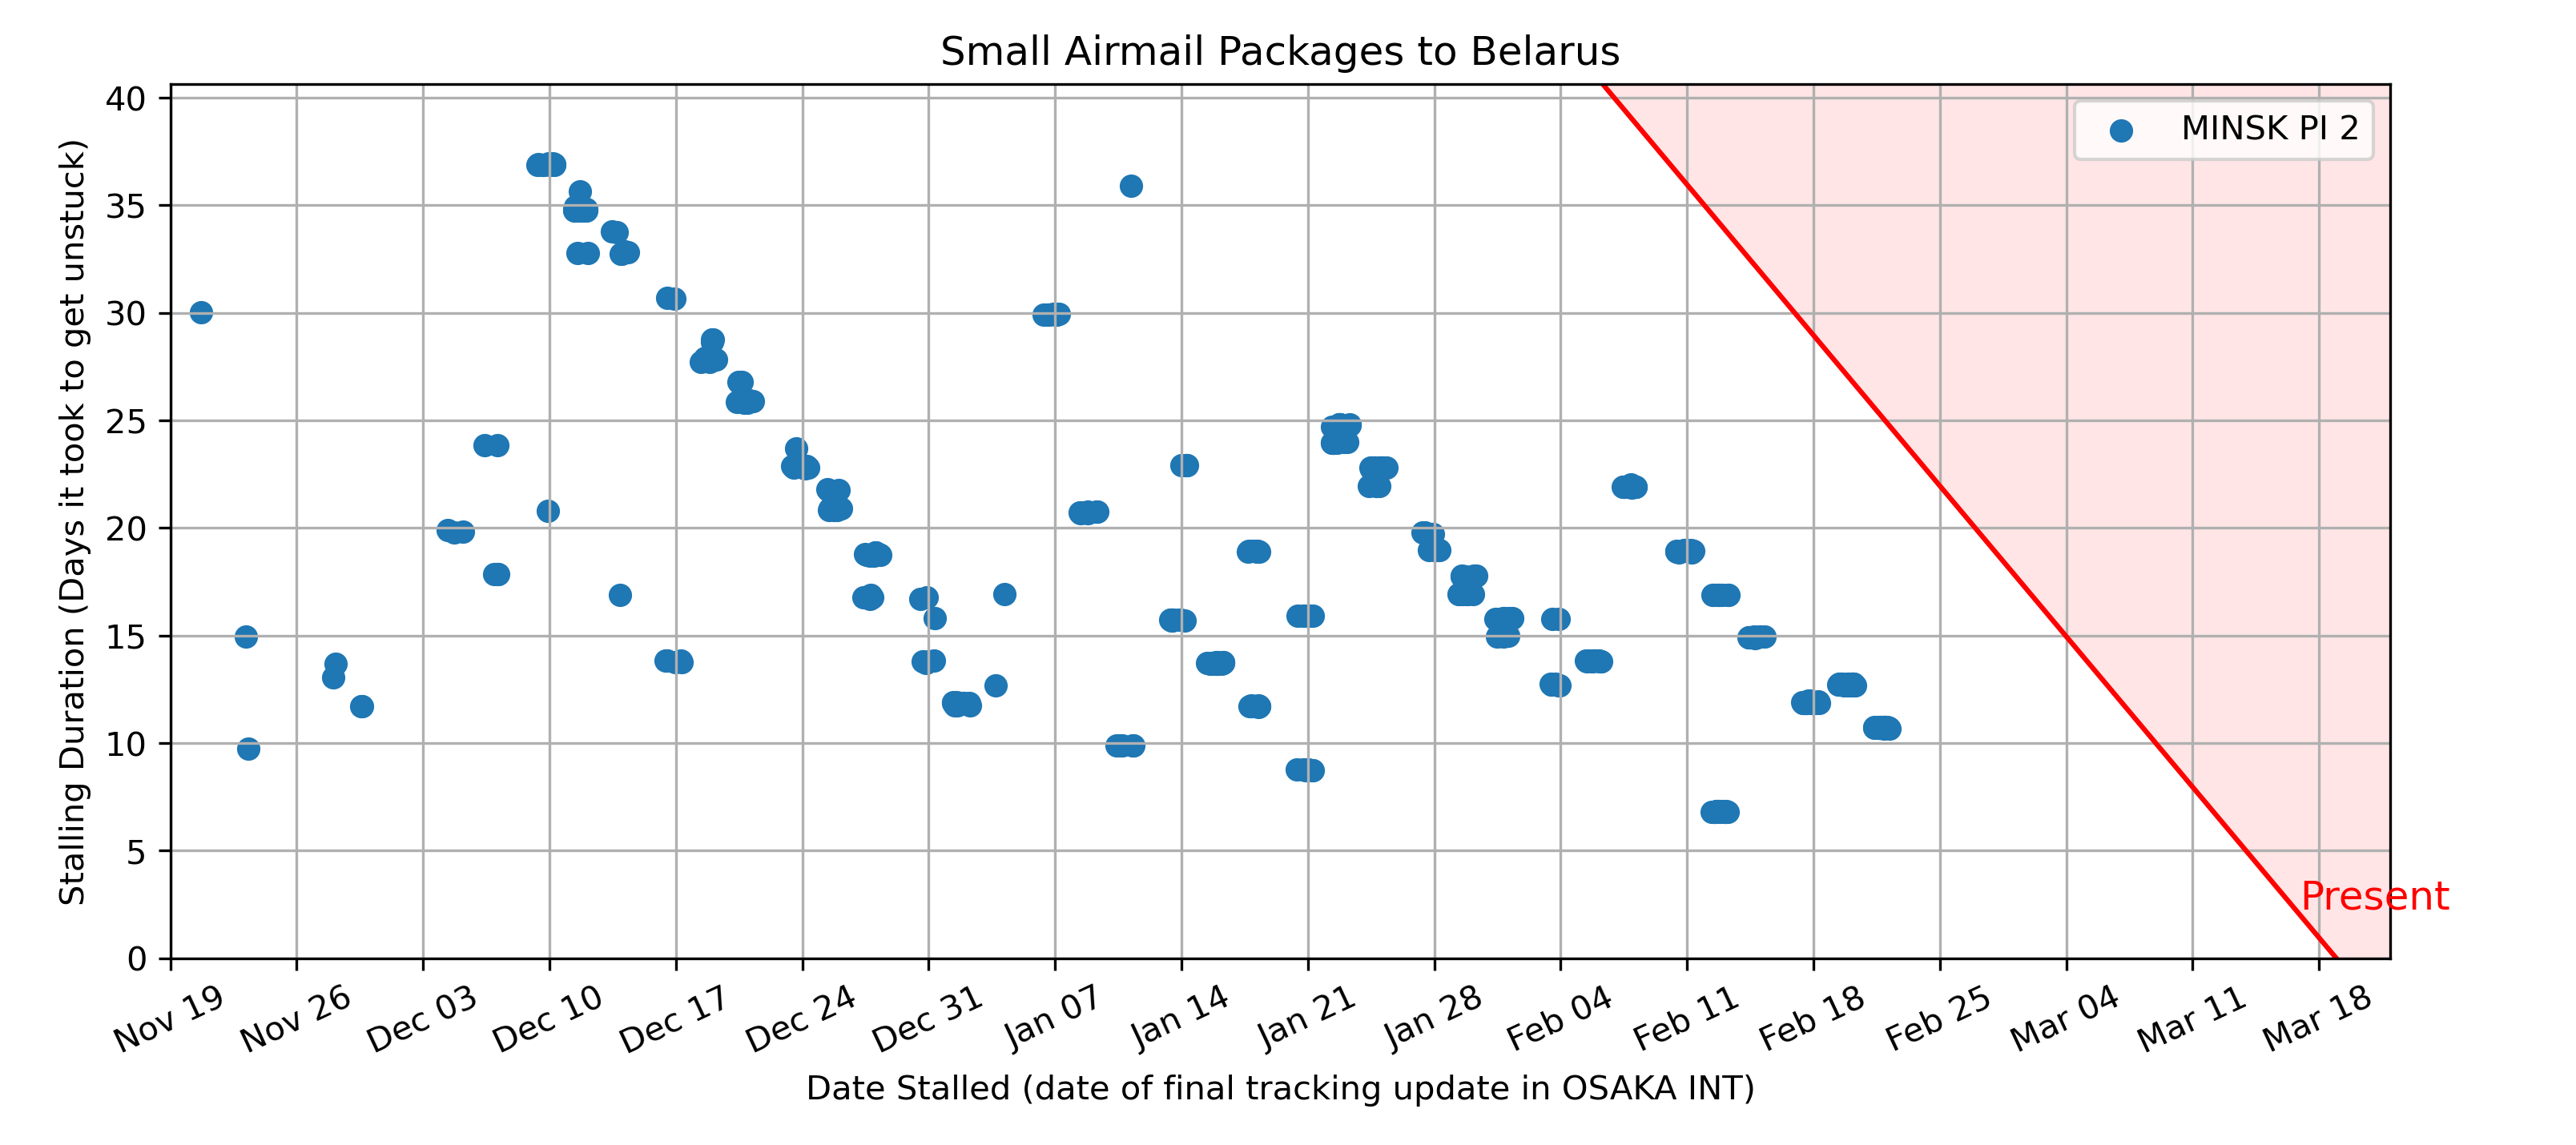 Small Airmail Packages to Belarus
MINSK PI 2
Stalling Duration (Days it took to get unstuck)
40
35
30
25
20
15
10
5
0
Present
Nov 19
Nov 26
Dec 03
Dec 10
Dec 17
Dec 24
Dec 31
Jan 07
Jan 14
Jan 21
Jan 28
Feb 04
Feb 11
Feb 18
Feb 25
Mar 04
Mar 11
Mar 18
Date Stalled (date of final tracking update in OSAKA INT)